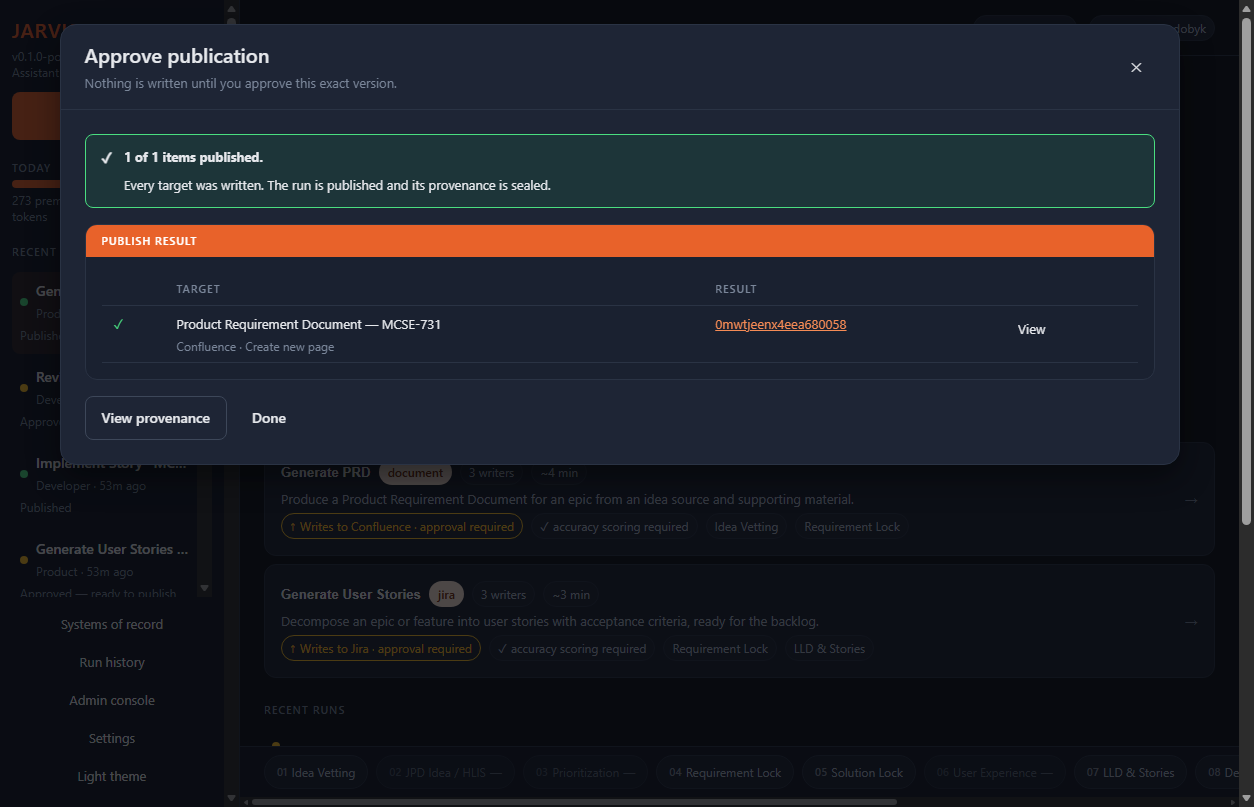 JARV
v0.1.0-po
Assistant
TODAY
273 prem
tokens
RECENT
Gen
Prod
Publishe
Rev
Deve
Approv
Implement Story - MC...
Developer · 53m ago
Published
Generate User Stories ...
Product · 53m ago
Approved — ready to publish
Systems of record
Run history
Admin console
Settings
Light theme
dobyk
Approve publication
Nothing is written until you approve this exact version.
✕
✓ 1 of 1 items published.
Every target was written. The run is published and its provenance is sealed.
PUBLISH RESULT
TARGET RESULT
✓ Product Requirement Document — MCSE-731 0mwtjeenx4eea680058 View
Confluence · Create new page
View provenance Done
Generate PRD document 3 writers ~4 min
Produce a Product Requirement Document for an epic from an idea source and supporting material. →
↑ Writes to Confluence · approval required ✓ accuracy scoring required Idea Vetting Requirement Lock
Generate User Stories jira 3 writers ~3 min
Decompose an epic or feature into user stories with acceptance criteria, ready for the backlog. →
↑ Writes to Jira · approval required ✓ accuracy scoring required Requirement Lock LLD & Stories
RECENT RUNS
01 Idea Vetting 02 JPD Idea / HLIS — 03 Prioritization — 04 Requirement Lock 05 Solution Lock 06 User Experience — 07 LLD & Stories 08 De